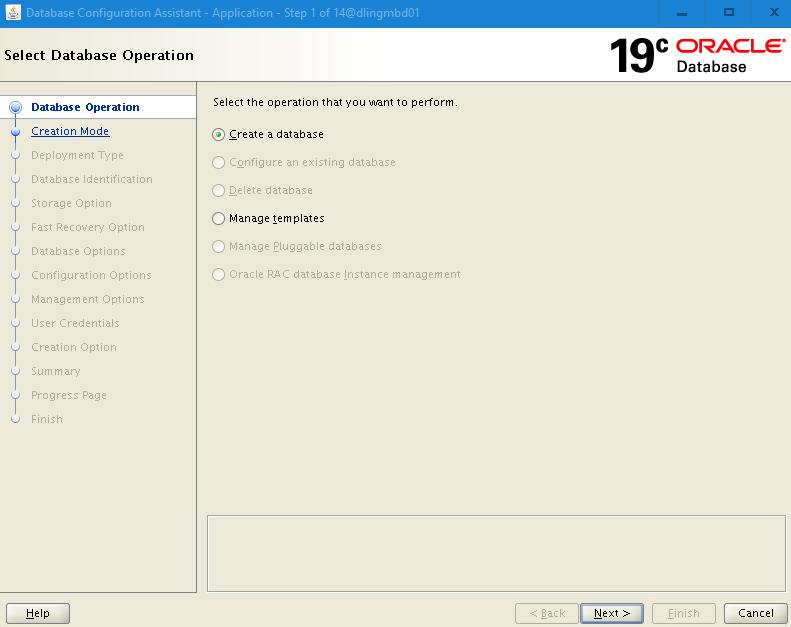 Database Configuration Assistant - Application - Step 1 of 14@dlingmbd01
Select Database Operation
19c ORACLE
Database
Database Operation
Creation Mode
Deployment Type
Database Identification
Storage Option
Fast Recovery Option
Database Options
Configuration Options
Management Options
User Credentials
Creation Option
Summary
Progress Page
Finish
Select the operation that you want to perform.
Create a database
Configure an existing database
Delete database
Manage templates
Manage Pluggable databases
Oracle RAC database Instance management
Help
< Back
Next >
Finish
Cancel